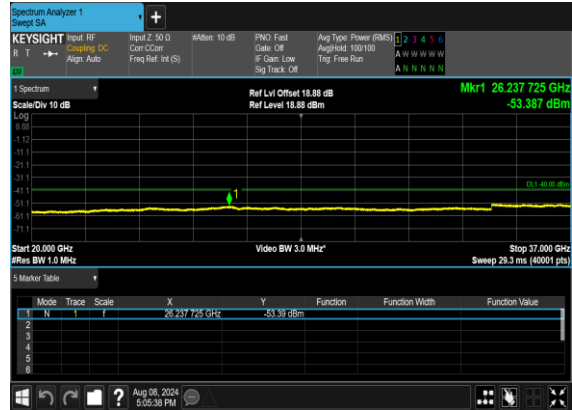 Spectrum Analyzer 1
Swept SA
+
KEYSIGHT Input: RF Input Z: 50 Ω #Atten: 10 dB PNO: Fast Avg Type: Power (RMS) 1 2 3 4 5 6
R T Coupling: DC Corr CCorr Gate: Off Avg|Hold: 100/100 A W W W W W
Align: Auto Freq Ref: Int (S) IF Gain: Low Trig: Free Run
Sig Track: Off A N N N N N
1 Spectrum Ref Lvl Offset 18.88 dB Mkr1 26.237 725 GHz
Scale/Div 10 dB Ref Level 18.88 dBm -53.387 dBm
Log
8.88
-1.12
-11.1
-21.1
-31.1
DL1 -40.00 dBm
-41.1
1
-51.1
-61.1
-71.1
Start 20.000 GHz Video BW 3.0 MHz* Stop 37.000 GHz
#Res BW 1.0 MHz Sweep 29.3 ms (40001 pts)
5 Marker Table
Mode Trace Scale X Y Function Function Width Function Value
1 N 1 f 26.237 725 GHz -53.39 dBm
2
3
4
5
6
? Aug 08, 2024
5:05:38 PM